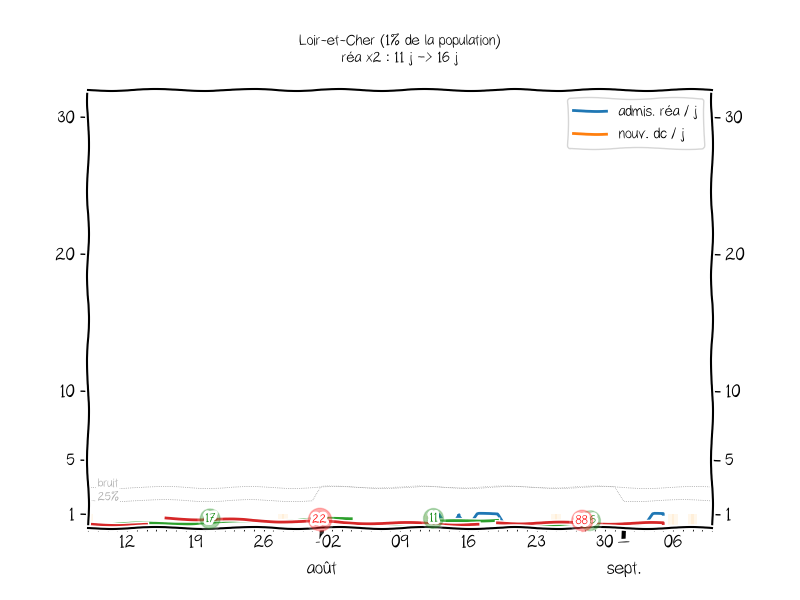 Loir-et-Cher (1% de la population)
réa x2 : 11 j -> 16 j
admis. réa / j
nouv. dc / j
30 30
20 20
10 10
5 5
bruit
25%
1 1
17 22 11 88
12 19 26 02 09 16 23 30 06
août sept.